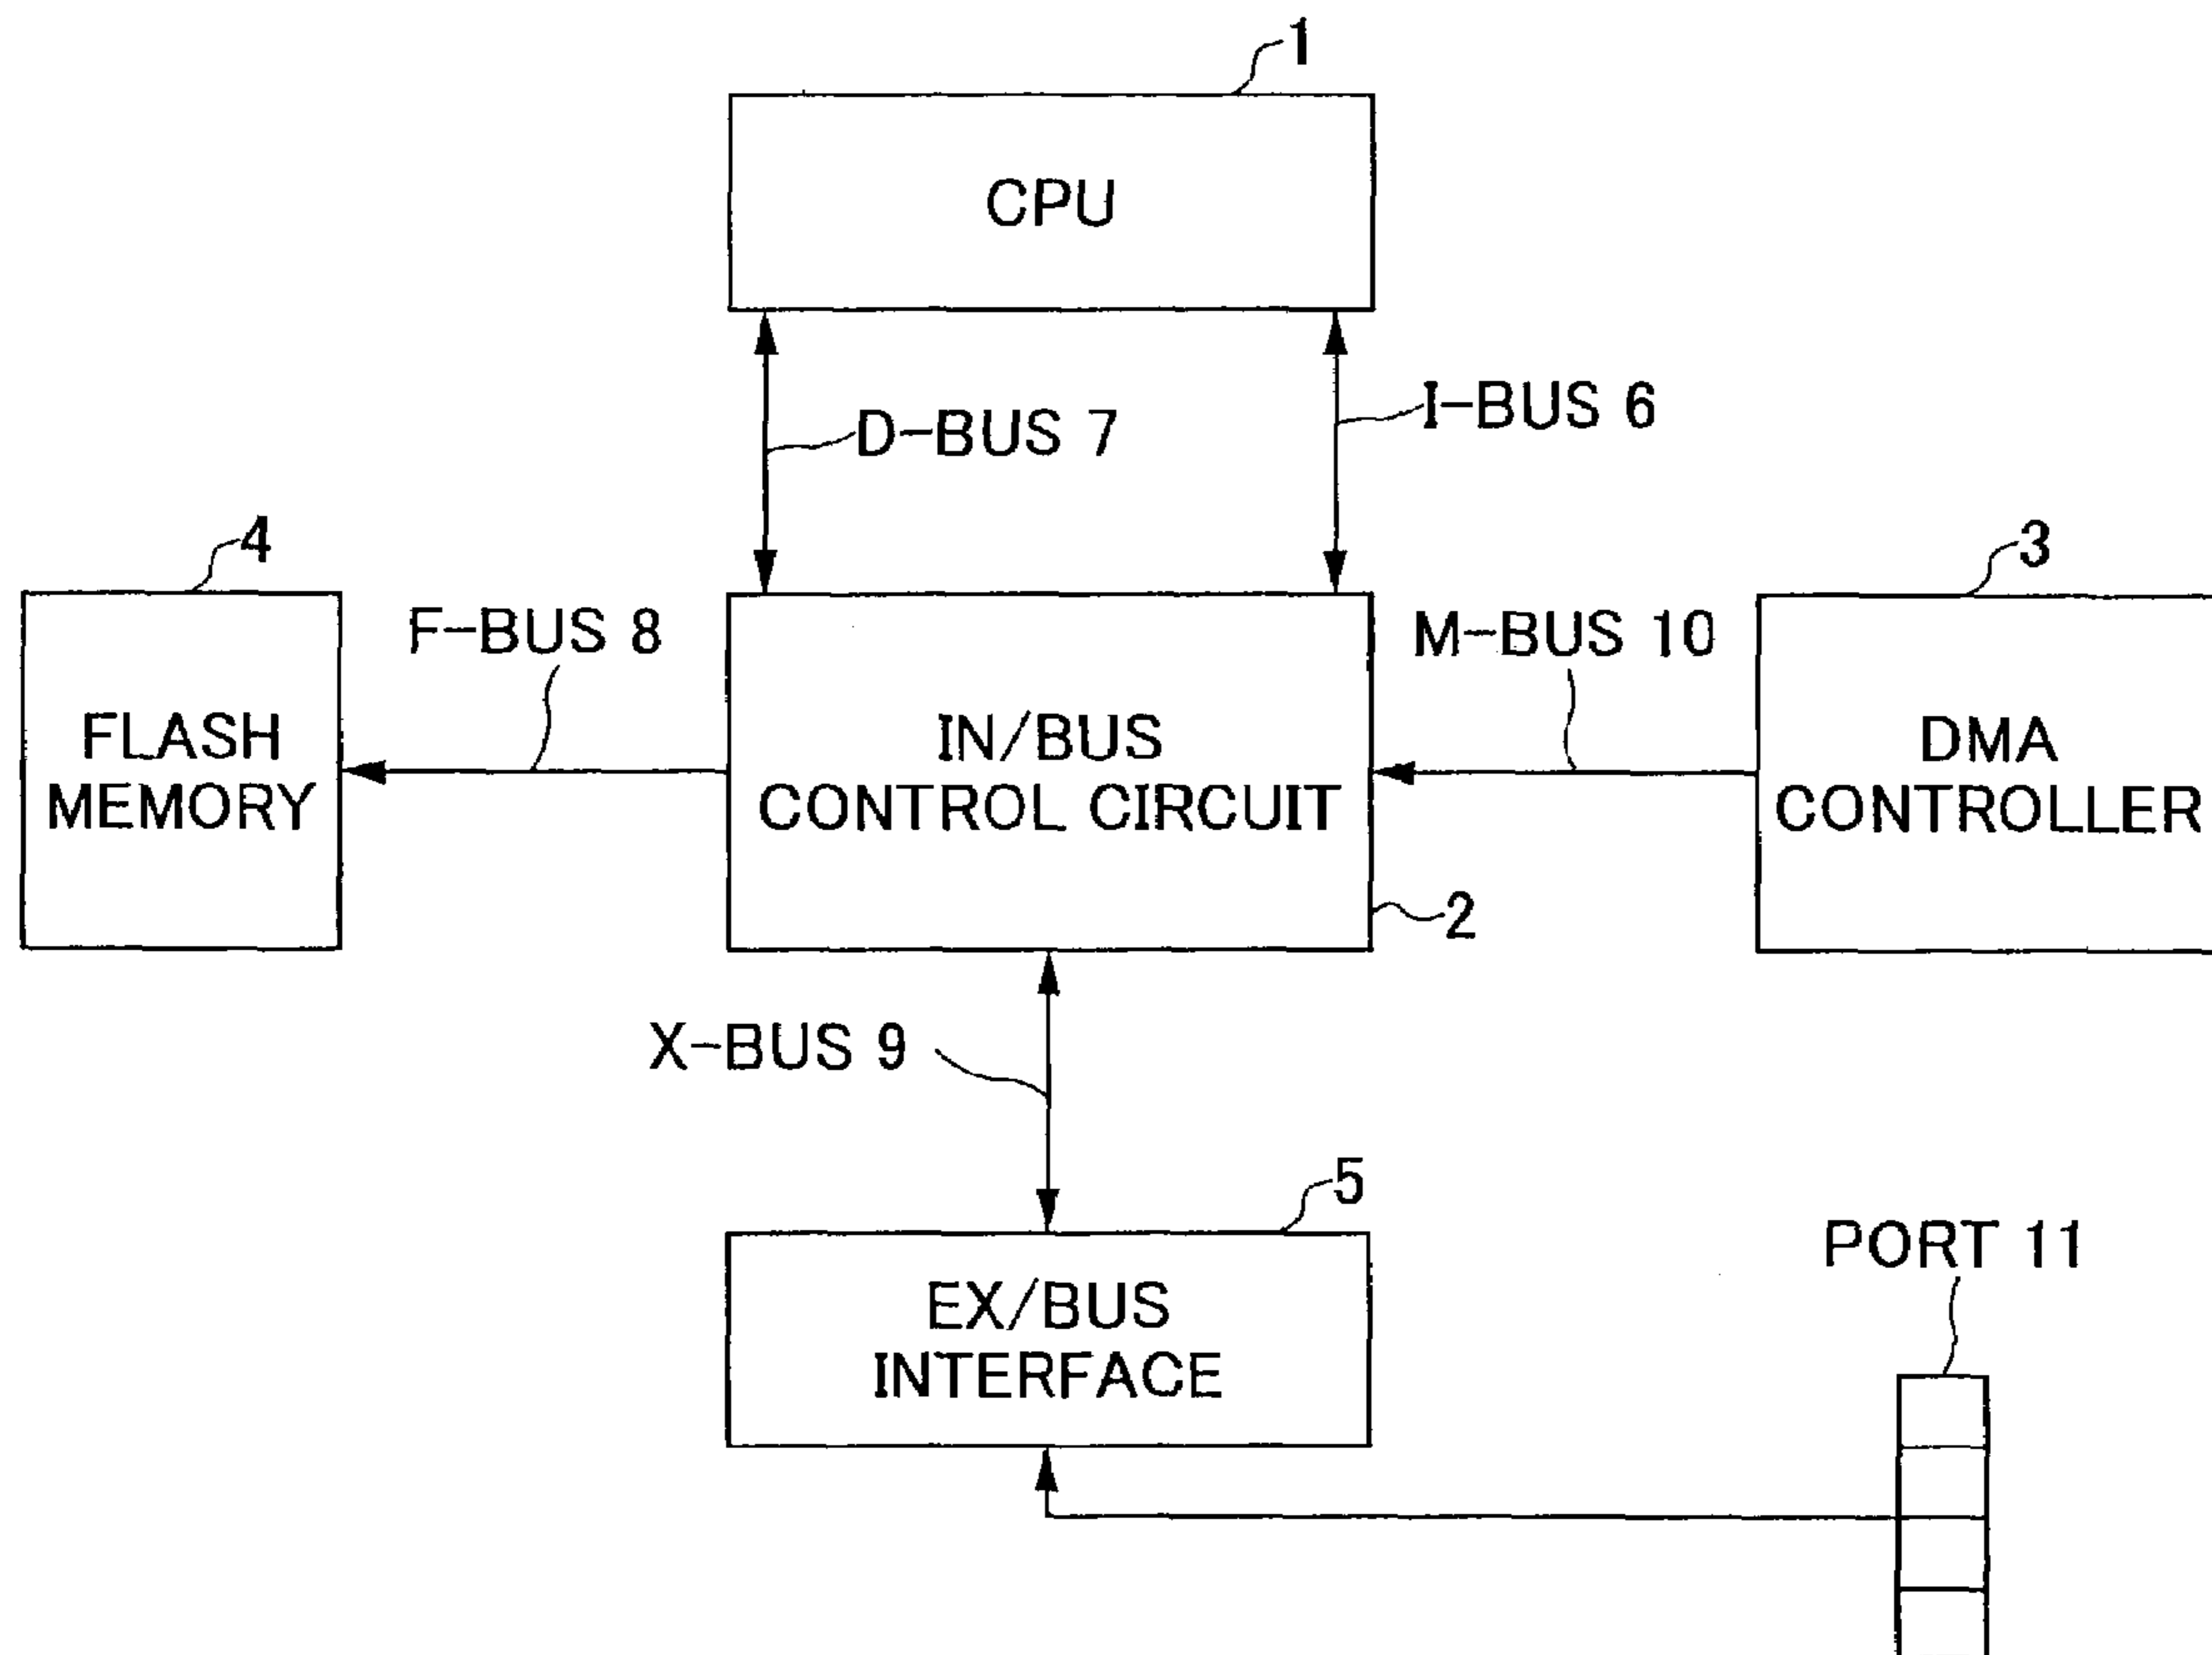 1
CPU
D-BUS 7
I-BUS 6
4
3
F-BUS 8
M-BUS 10
FLASH
MEMORY
IN/BUS
CONTROL CIRCUIT
DMA
CONTROLLER
2
X-BUS 9
5
EX/BUS
INTERFACE
PORT 11